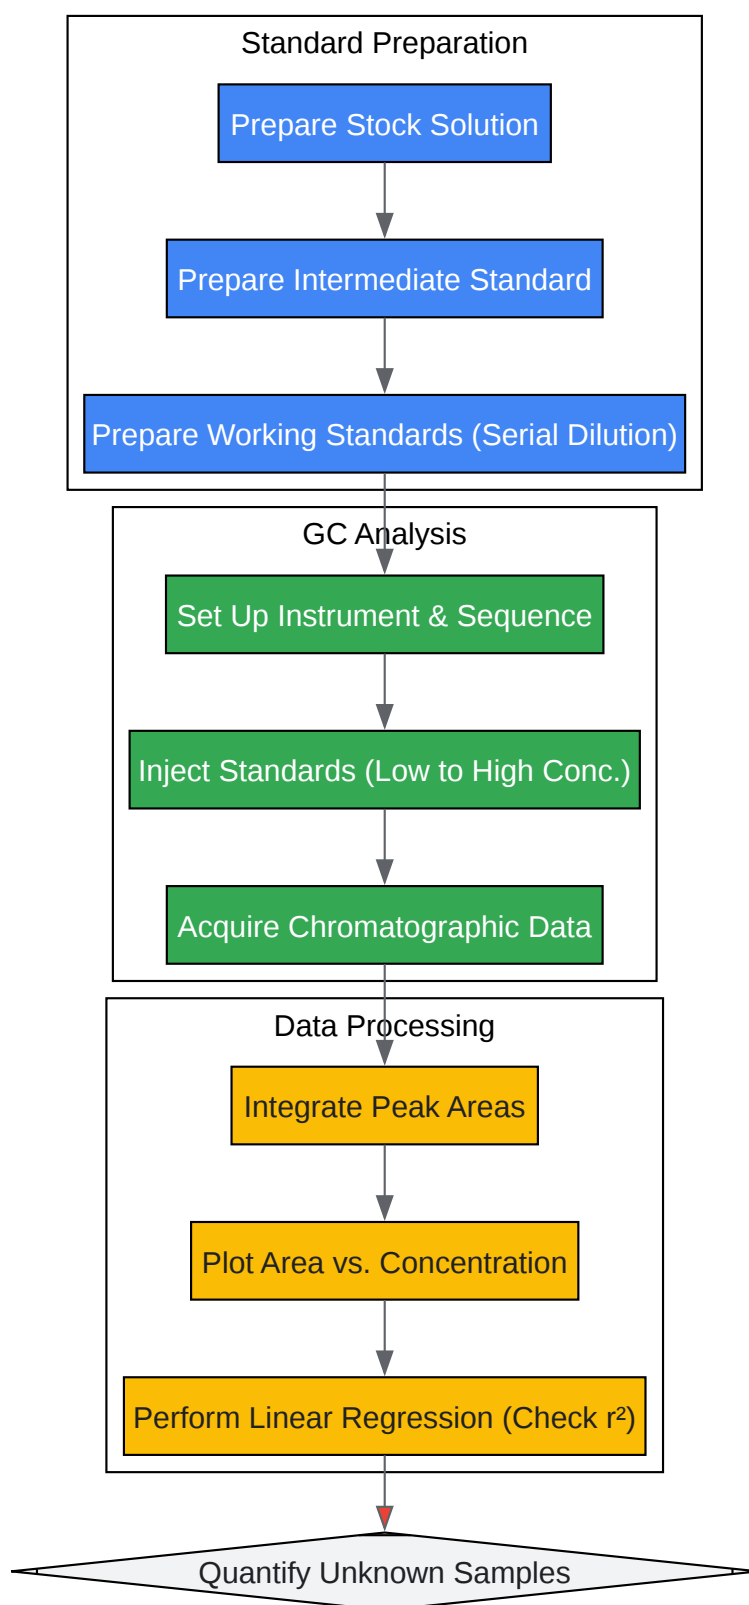 Standard Preparation
Prepare Stock Solution
Prepare Intermediate Standard
Prepare Working Standards (Serial Dilution)
GC Analysis
Set Up Instrument & Sequence
Inject Standards (Low to High Conc.)
Acquire Chromatographic Data
Data Processing
Integrate Peak Areas
Plot Area vs. Concentration
Perform Linear Regression (Check r²)
Quantify Unknown Samples